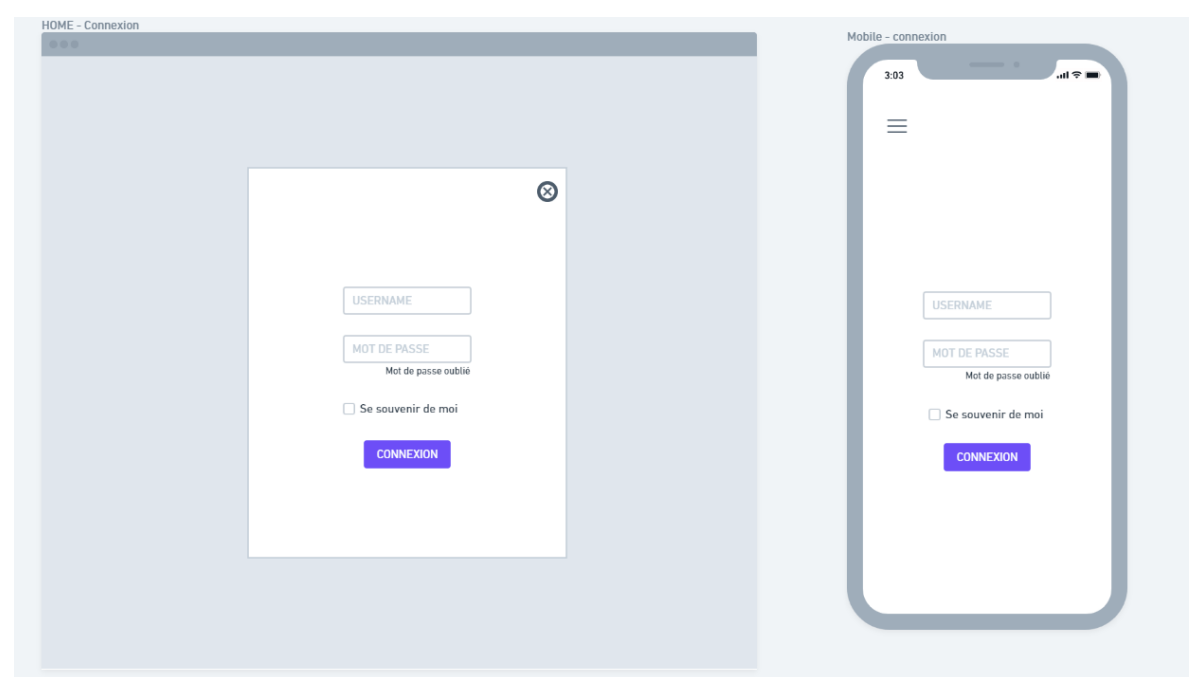 HOME - Connexion
USERNAME
MOT DE PASSE
Mot de passe oublié
Se souvenir de moi
CONNEXION
Mobile - connexion
3:03
USERNAME
MOT DE PASSE
Mot de passe oublié
Se souvenir de moi
CONNEXION